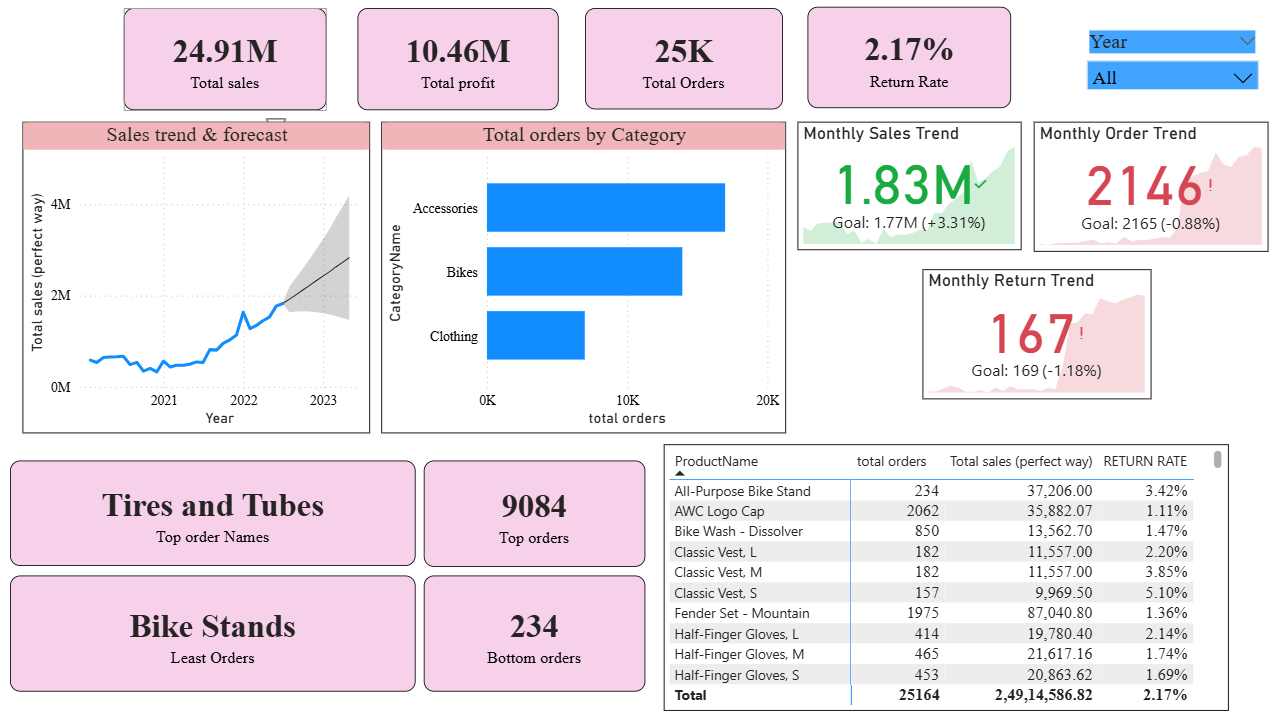 24.91M
Total sales
10.46M
Total profit
25K
Total Orders
2.17%
Return Rate
Year
All
Sales trend & forecast
Total sales (perfect way)
4M
2M
0M
2021
2022
2023
Year
Total orders by Category
CategoryName
Accessories
Bikes
Clothing
0K
10K
20K
total orders
Monthly Sales Trend
1.83M
Goal: 1.77M (+3.31%)
Monthly Order Trend
2146!
Goal: 2165 (-0.88%)
Monthly Return Trend
167!
Goal: 169 (-1.18%)
Tires and Tubes
Top order Names
9084
Top orders
Bike Stands
Least Orders
234
Bottom orders
ProductName total orders Total sales (perfect way) RETURN RATE
All-Purpose Bike Stand 234 37,206.00 3.42%
AWC Logo Cap 2062 35,882.07 1.11%
Bike Wash - Dissolver 850 13,562.70 1.47%
Classic Vest, L 182 11,557.00 2.20%
Classic Vest, M 182 11,557.00 3.85%
Classic Vest, S 157 9,969.50 5.10%
Fender Set - Mountain 1975 87,040.80 1.36%
Half-Finger Gloves, L 414 19,780.40 2.14%
Half-Finger Gloves, M 465 21,617.16 1.74%
Half-Finger Gloves, S 453 20,863.62 1.69%
Total 25164 2,49,14,586.82 2.17%